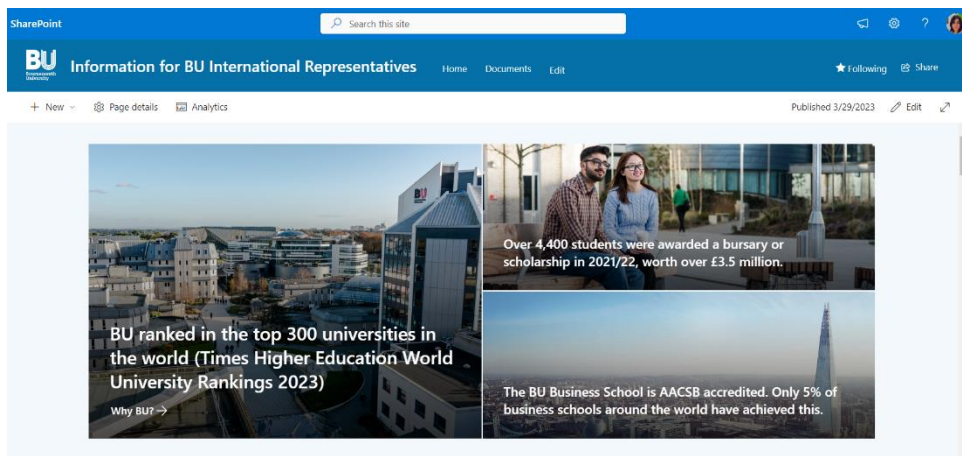 SharePoint
Search this site
?
BU
Bournemouth
University
Information for BU International Representatives
Home
Documents
Edit
Following
Share
+ New
Page details
Analytics
Published 3/29/2023
Edit
BU
BU ranked in the top 300 universities in
the world (Times Higher Education World
University Rankings 2023)
Why BU? →
Over 4,400 students were awarded a bursary or
scholarship in 2021/22, worth over £3.5 million.
The BU Business School is AACSB accredited. Only 5% of
business schools around the world have achieved this.